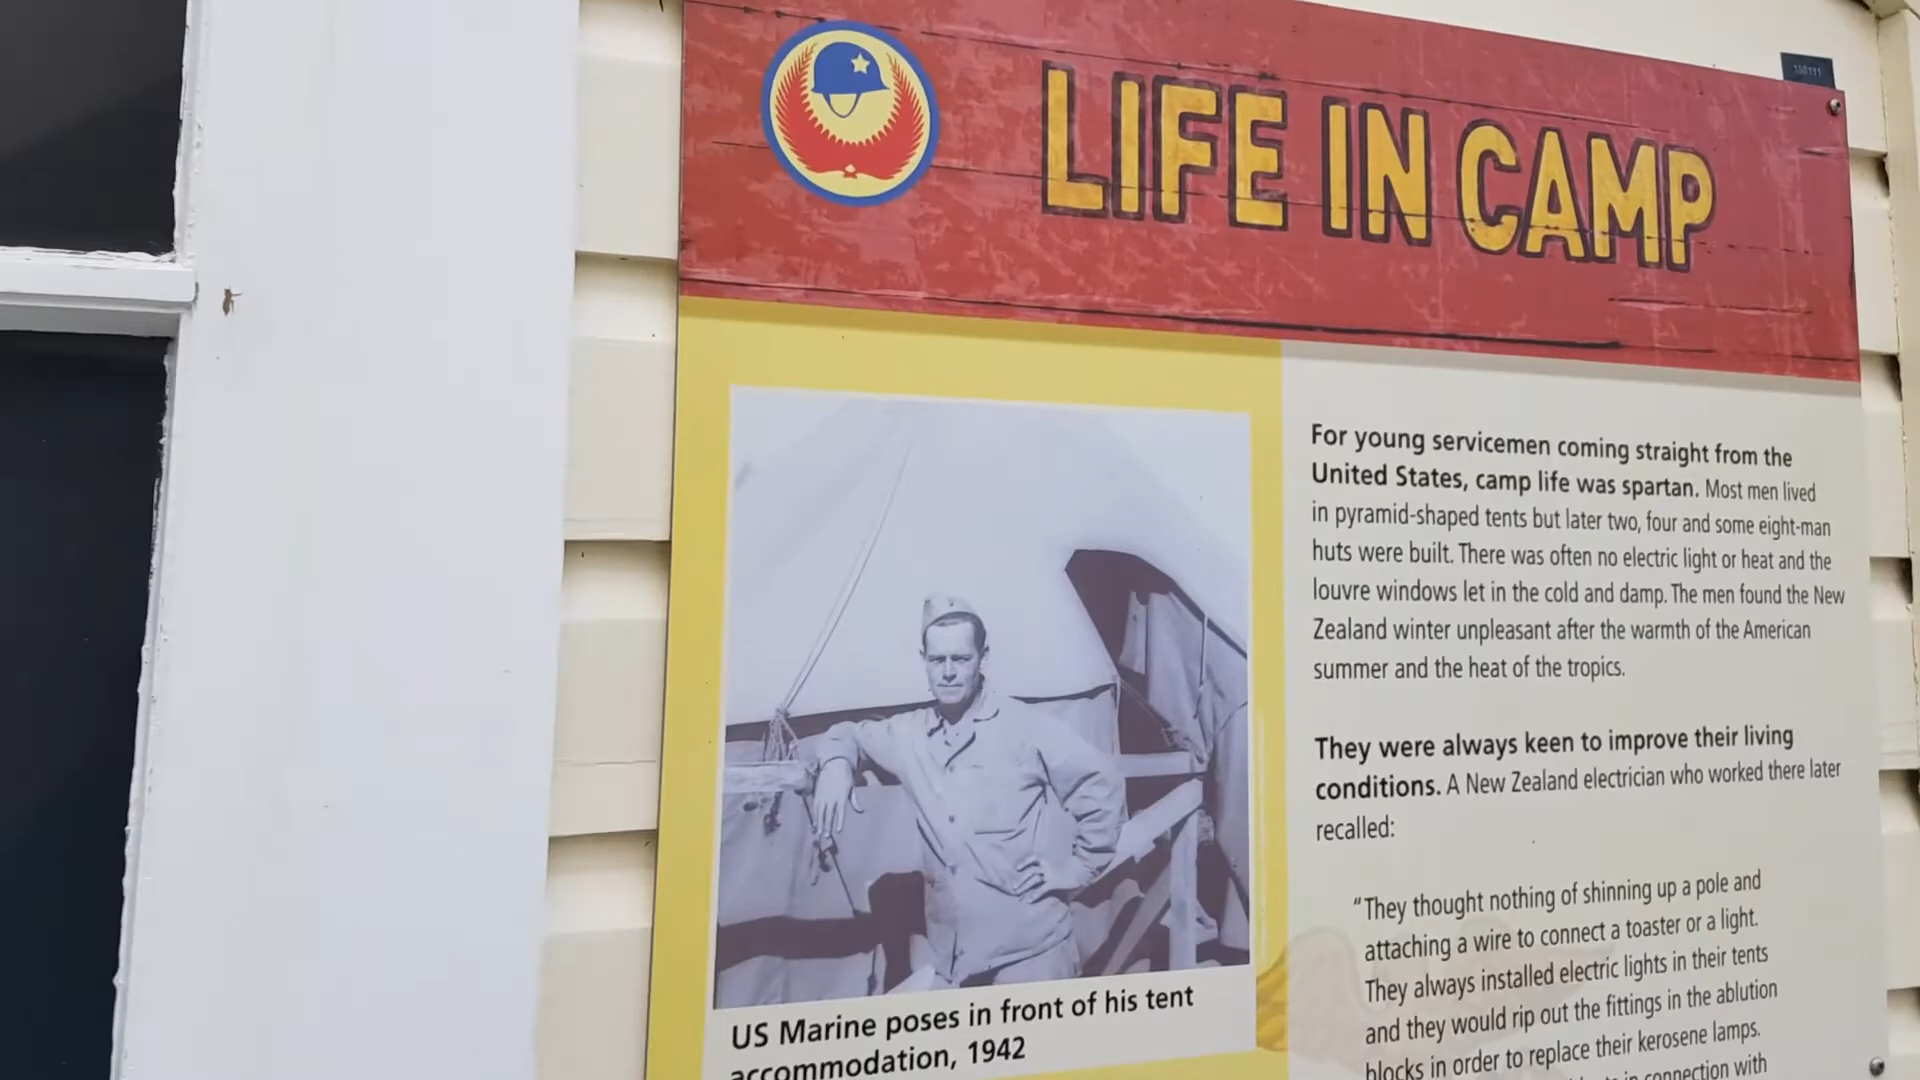 LIFE IN CAMP
For young servicemen coming straight from the
United States, camp life was spartan. Most men lived
in pyramid-shaped tents but later two, four and some eight-man
huts were built. There was often no electric light or heat and the
louvre windows let in the cold and damp. The men found the New
Zealand winter unpleasant after the warmth of the American
summer and the heat of the tropics.
They were always keen to improve their living
conditions. A New Zealand electrician who worked there later
recalled:
“They thought nothing of shinning up a pole and
attaching a wire to connect a toaster or a light.
They always installed electric lights in their tents
and they would rip out the fittings in the ablution
blocks in order to replace their kerosene lamps.
in connection with
US Marine poses in front of his tent
accommodation, 1942